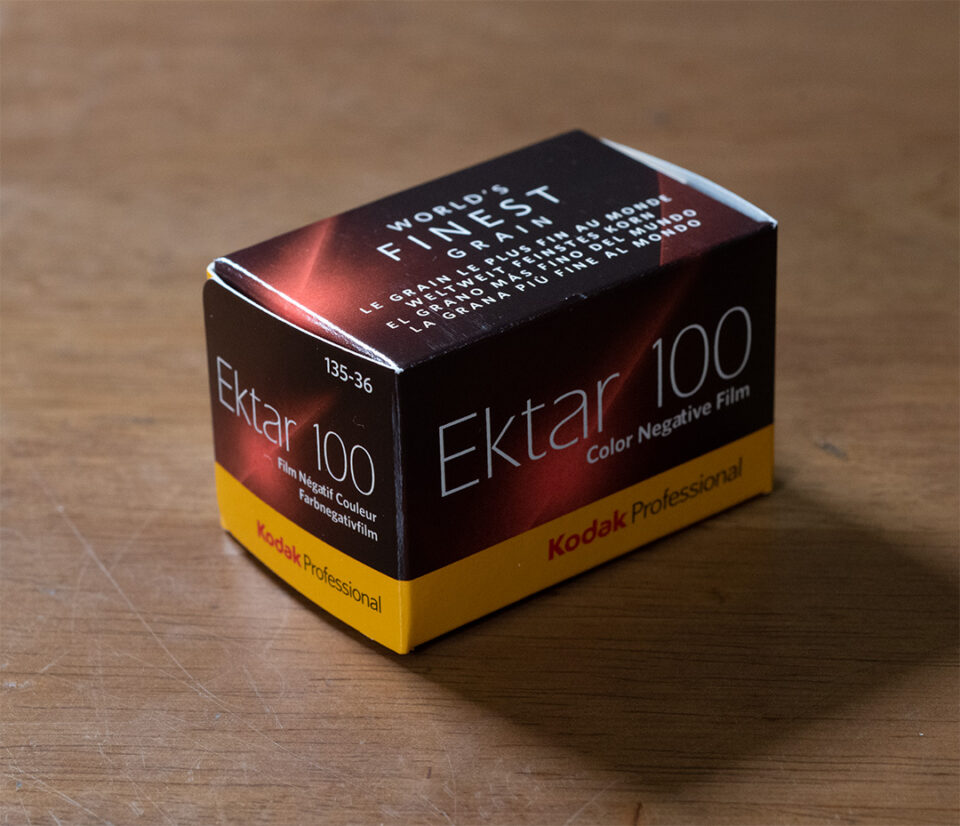 WORLD'S
FINEST
GRAIN
LE GRAIN LE PLUS FIN AU MONDE
WELTWEIT FEINSTES KORN
EL GRANO MÁS FINO DEL MUNDO
LA GRANA PIÙ FINE AL MONDO
135-36
Ektar 100
Film Négatif Couleur
Farbnegativfilm
Kodak Professional
Ektar 100
Color Negative Film
Kodak Professional